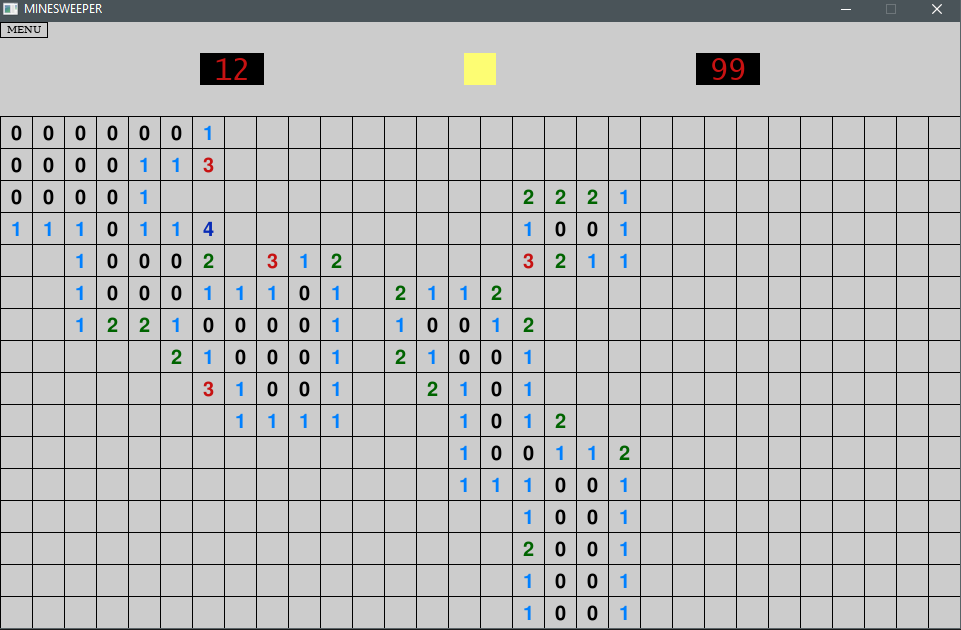 MINESWEEPER
MENU
12 99
0 0 0 0 0 0 1
0 0 0 0 1 1 3
0 0 0 0 1 2 2 2 1
1 1 1 0 1 1 4 1 0 0 1
1 0 0 0 2 3 1 2 3 2 1 1
1 0 0 0 1 1 1 0 1 2 1 1 2
1 2 2 1 0 0 0 0 1 1 0 0 1 2
2 1 0 0 0 1 2 1 0 0 1
3 1 0 0 1 2 1 0 1
1 1 1 1 1 0 1 2
1 0 0 1 1 2
1 1 1 0 0 1
1 0 0 1
2 0 0 1
1 0 0 1
1 0 0 1